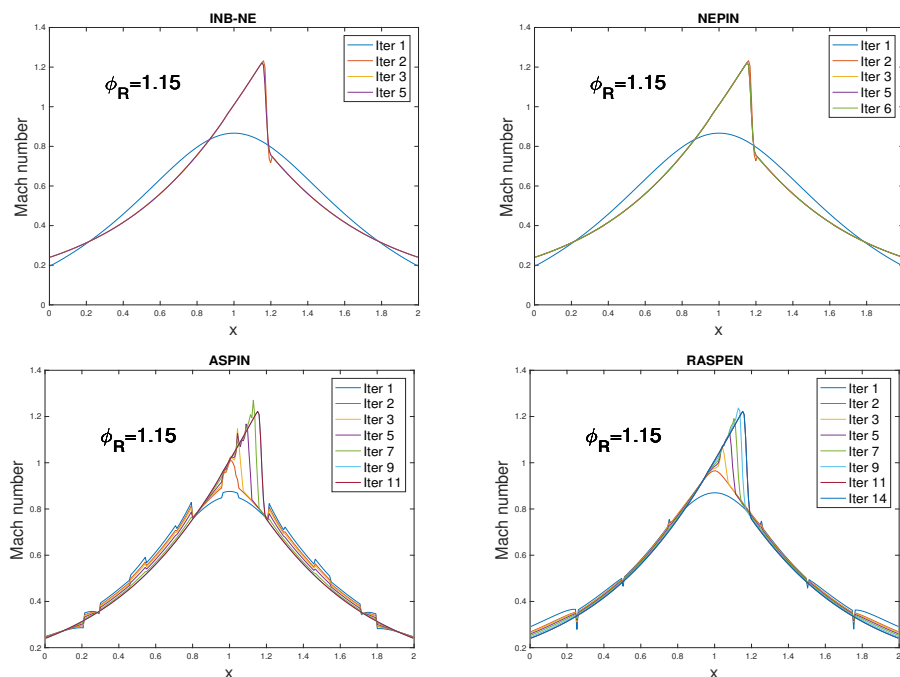 INB-NE
Mach number
1.4
1.2
1
0.8
0.6
0.4
0.2
0
ϕR=1.15
Iter 1
Iter 2
Iter 3
Iter 5
0 0.2 0.4 0.6 0.8 1 1.2 1.4 1.6 1.8 2
x
NEPIN
Mach number
1.4
1.2
1
0.8
0.6
0.4
0.2
0
ϕR=1.15
Iter 1
Iter 2
Iter 3
Iter 5
Iter 6
0 0.2 0.4 0.6 0.8 1 1.2 1.4 1.6 1.8 2
x
ASPIN
Mach number
1.4
1.2
1
0.8
0.6
0.4
0.2
ϕR=1.15
Iter 1
Iter 2
Iter 3
Iter 5
Iter 7
Iter 9
Iter 11
0 0.2 0.4 0.6 0.8 1 1.2 1.4 1.6 1.8 2
x
RASPEN
Mach number
1.4
1.2
1
0.8
0.6
0.4
0.2
ϕR=1.15
Iter 1
Iter 2
Iter 3
Iter 5
Iter 7
Iter 9
Iter 11
Iter 14
0 0.2 0.4 0.6 0.8 1 1.2 1.4 1.6 1.8 2
x